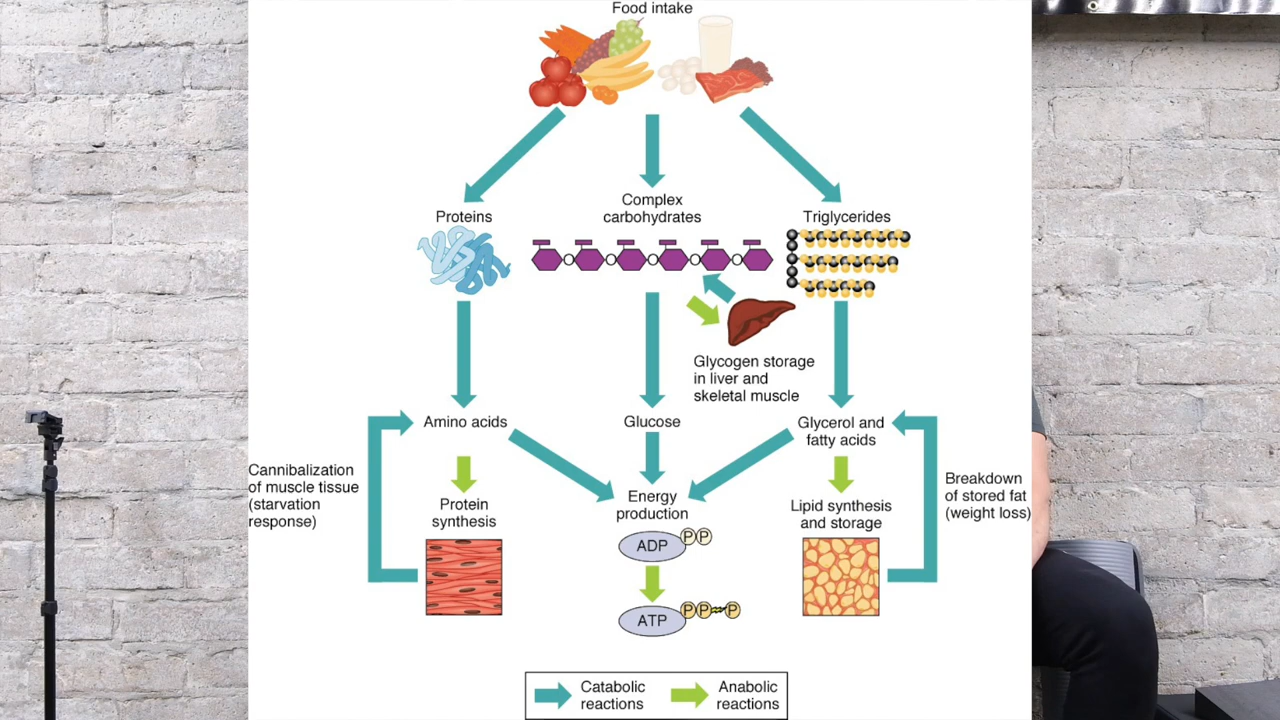 Food intake
Proteins
Complex
carbohydrates
Triglycerides
O O O O O
Glycogen storage
in liver and
skeletal muscle
Amino acids
Glucose
Glycerol and
fatty acids
Cannibalization
of muscle tissue
(starvation
response)
Protein
synthesis
Energy
production
Lipid synthesis
and storage
Breakdown
of stored fat
(weight loss)
ADP
P P
ATP
P P P
Catabolic
reactions
Anabolic
reactions